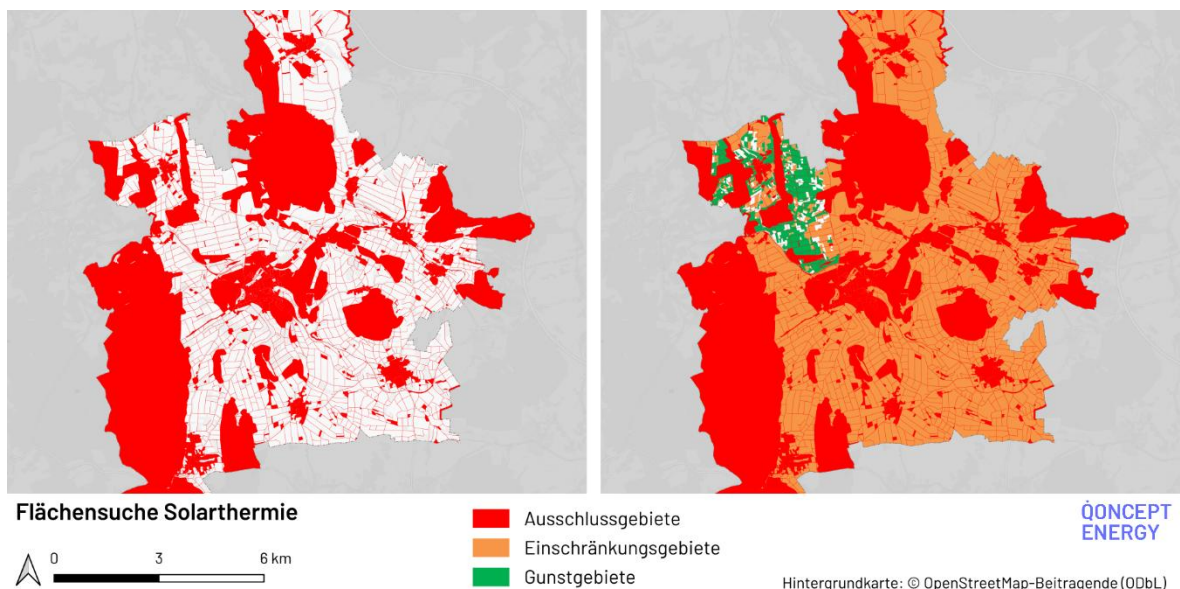 Flächensuche Solarthermie
0 3 6 km
Ausschlussgebiete
Einschränkungsgebiete
Gunstgebiete
QONCEPT
ENERGY
Hintergrundkarte: © OpenStreetMap-Beitragende (ODbL)